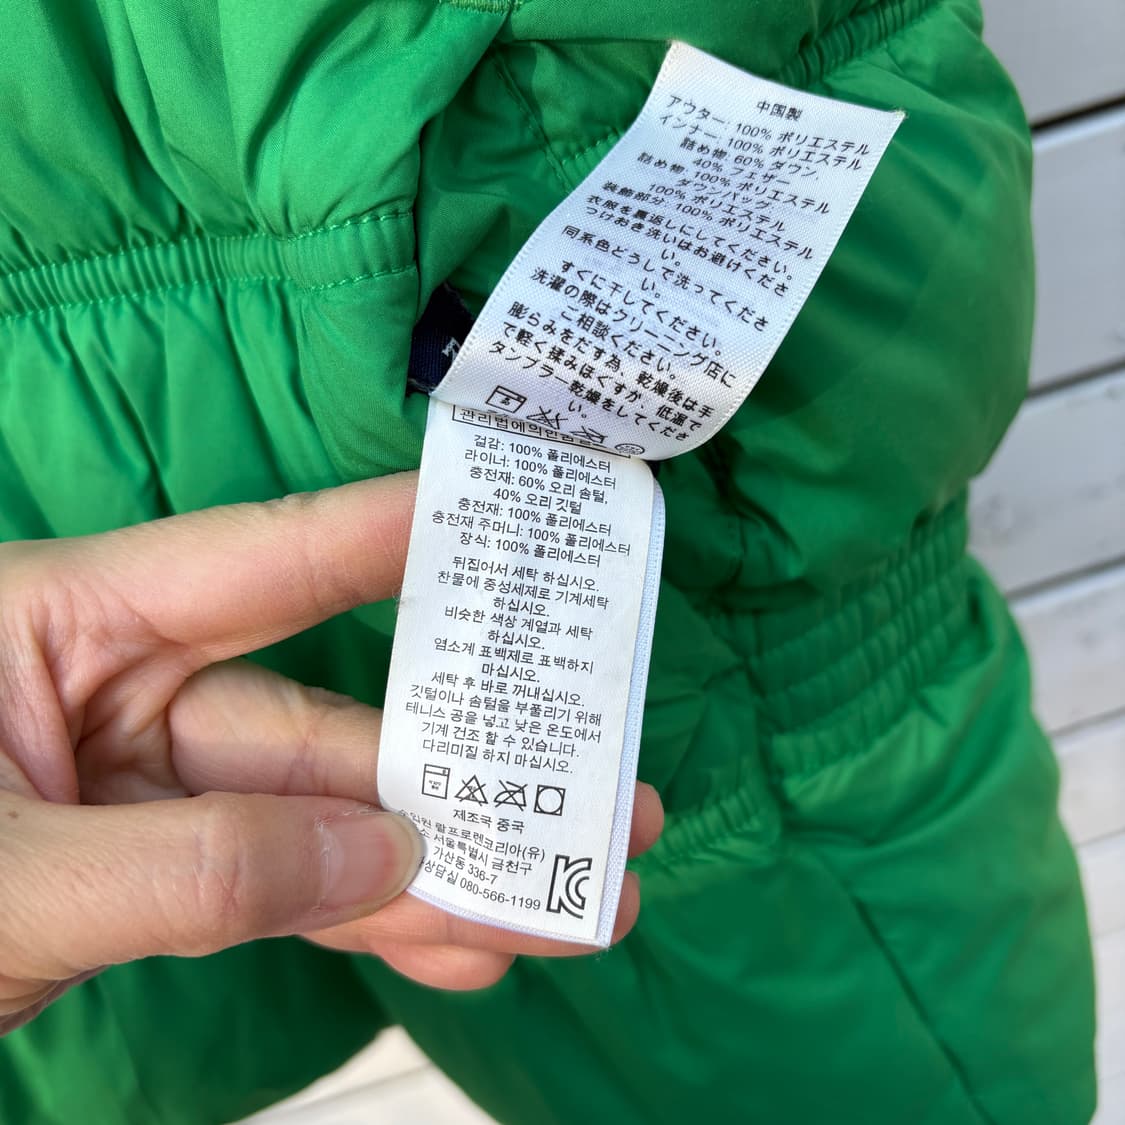 中国製
アウター: 100% ポリエステル
インナー: 100% ポリエステル
詰め物: 60% ダウン,
40% フェザー
詰め物: 100% ポリエステル
ダウンバッグ:
100% ポリエステル
装飾部分: 100% ポリエステル
衣服を裏返しにしてください。
つけおき洗いはお避けくださ
い。
同系色どうしで洗ってくださ
い。
すぐに干してください。
洗濯の際はクリーニング店に
ご相談ください。
膨らみをだす為、乾燥後は手
で軽く揉みほぐすか、低温で
タンブラー乾燥をしてくださ
い。
관리법에의한품질
겉감: 100% 폴리에스터
라이너: 100% 폴리에스터
충전재: 60% 오리 솜털,
40% 오리 깃털
충전재: 100% 폴리에스터
충전재 주머니: 100% 폴리에스터
장식: 100% 폴리에스터
뒤집어서 세탁 하십시오.
찬물에 중성세제로 기계세탁
하십시오.
비슷한 색상 계열과 세탁
하십시오.
염소계 표백제로 표백하지
마십시오.
세탁 후 바로 꺼내십시오.
깃털이나 솜털을 부풀리기 위해
테니스 공을 넣고 낮은 온도에서
기계 건조 할 수 있습니다.
다리미질 하지 마십시오.
제조국 중국
랄프로렌코리아(유)
서울특별시 금천구
가산동 336-7
상담실 080-566-1199